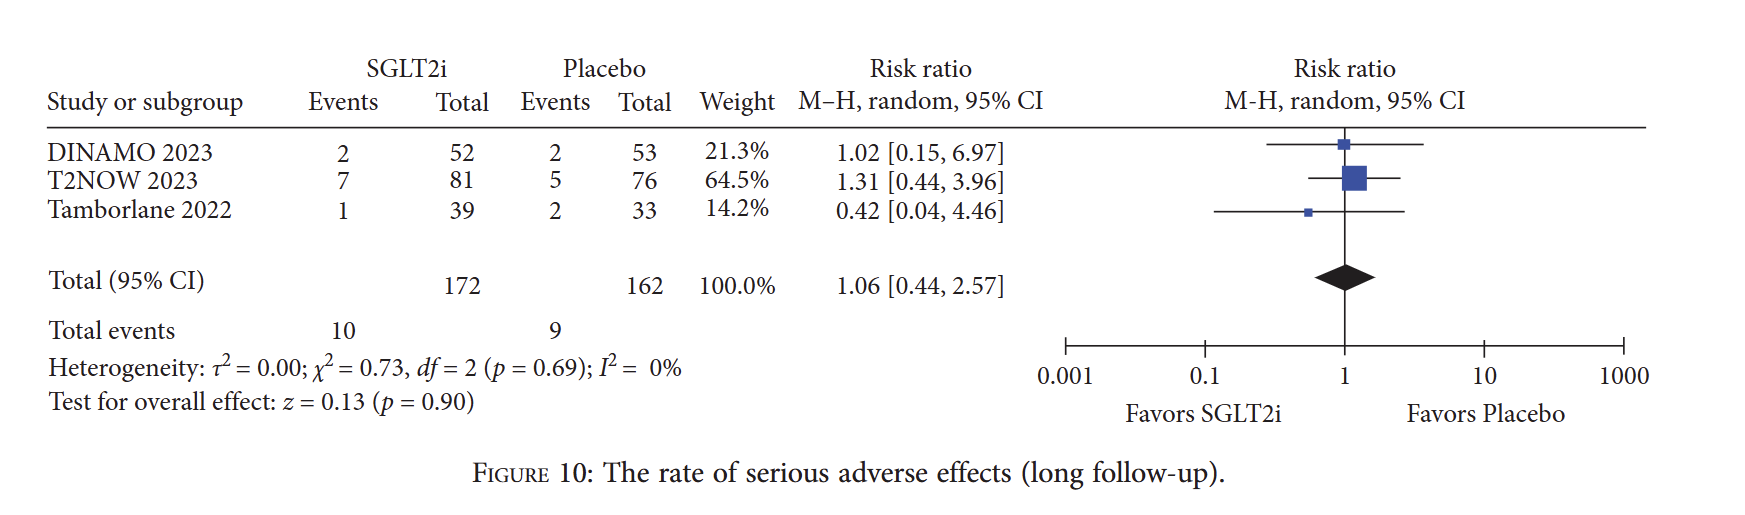 SGLT2i Placebo Risk ratio Risk ratio
Study or subgroup Events Total Events Total Weight M–H, random, 95% CI M-H, random, 95% CI
DINAMO 2023 2 52 2 53 21.3% 1.02 [0.15, 6.97]
T2NOW 2023 7 81 5 76 64.5% 1.31 [0.44, 3.96]
Tamborlane 2022 1 39 2 33 14.2% 0.42 [0.04, 4.46]
Total (95% CI) 172 162 100.0% 1.06 [0.44, 2.57]
Total events 10 9
Heterogeneity: τ² = 0.00; χ² = 0.73, df = 2 (p = 0.69); I² = 0%
Test for overall effect: z = 0.13 (p = 0.90)
0.001 0.1 1 10 1000
Favors SGLT2i Favors Placebo
FIGURE 10: The rate of serious adverse effects (long follow-up).